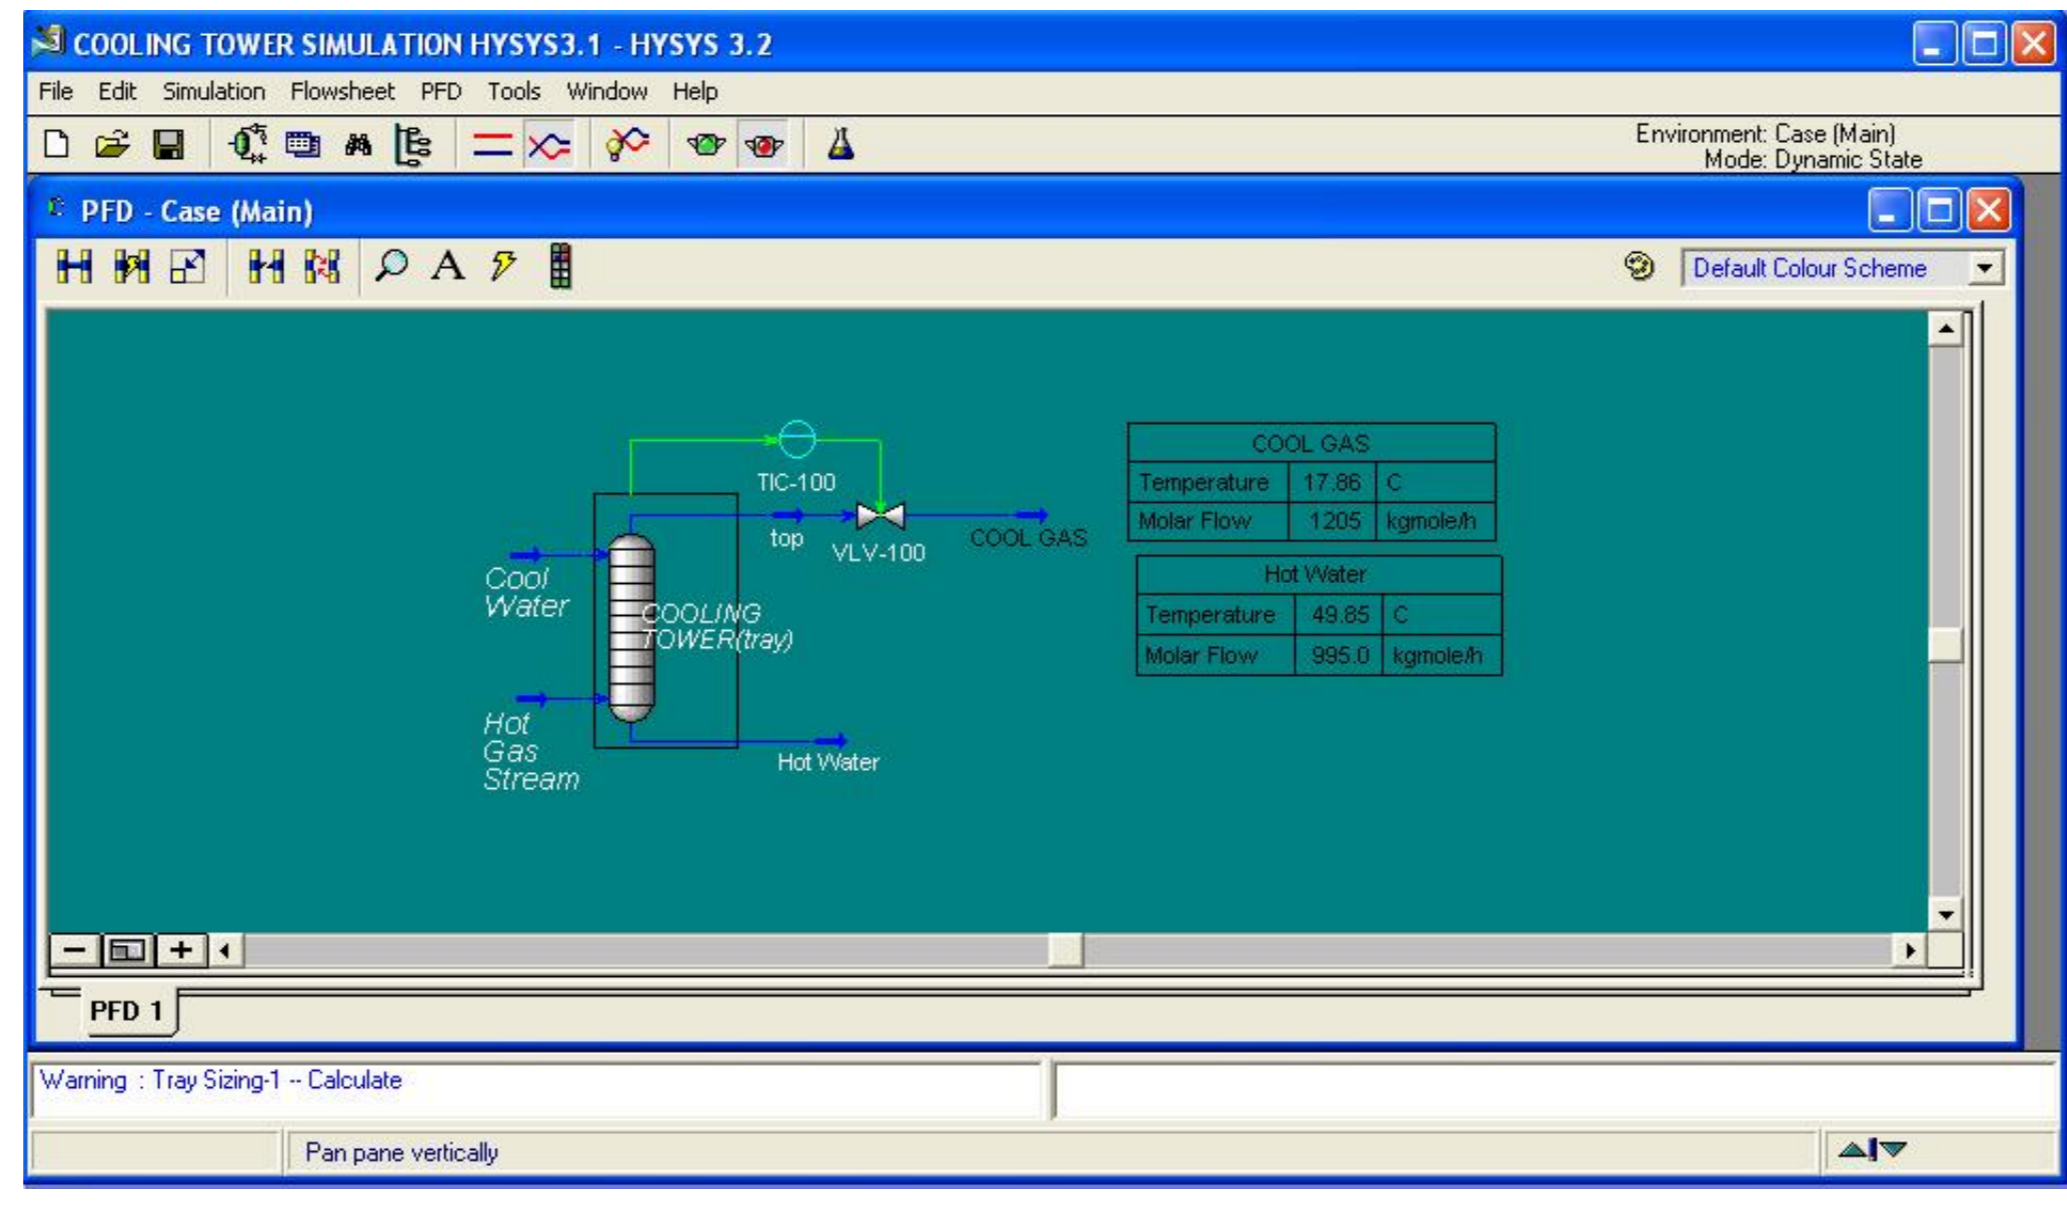 COOLING TOWER SIMULATION HYSYS3.1 - HYSYS 3.2
File Edit Simulation Flowsheet PFD Tools Window Help
Environment: Case (Main)
Mode: Dynamic State
PFD - Case (Main)
A
Default Colour Scheme
TIC-100
top
VLV-100
COOL GAS
Cool
Water
COOLING
TOWER(tray)
Hot
Gas
Stream
Hot Water
COOL GAS
Temperature 17.86 C
Molar Flow 1205 kgmole/h
Hot Water
Temperature 49.85 C
Molar Flow 995.0 kgmole/h
PFD 1
Warning : Tray Sizing-1 -- Calculate
Pan pane vertically